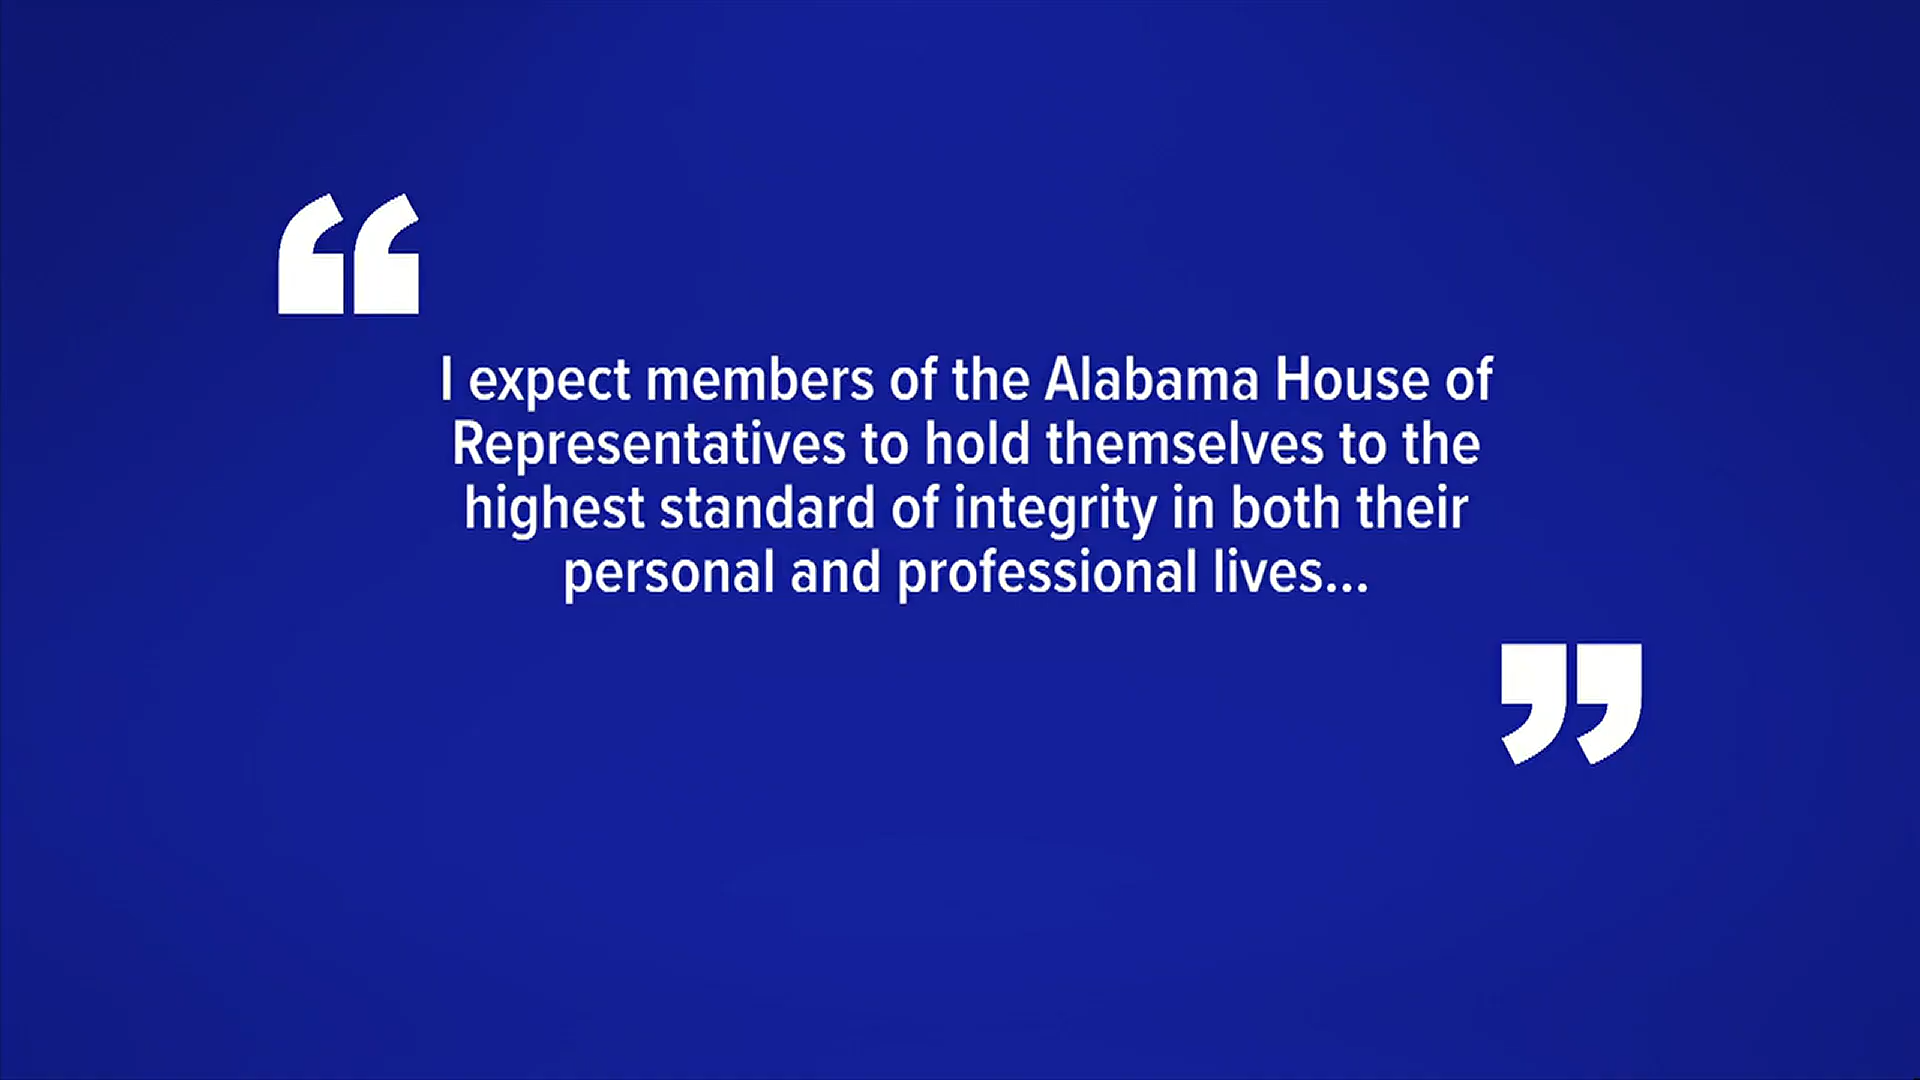 “
I expect members of the Alabama House of
Representatives to hold themselves to the
highest standard of integrity in both their
personal and professional lives...
”